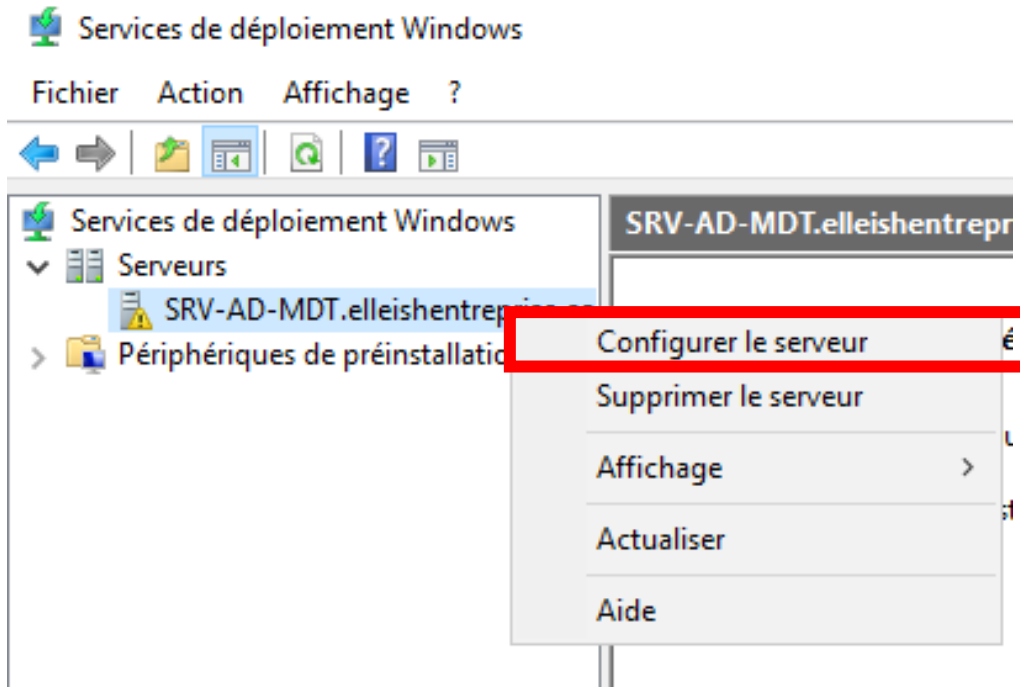 Services de déploiement Windows
Fichier Action Affichage ?
Services de déploiement Windows
Serveurs
SRV-AD-MDT.elleishentreprise
Périphériques de préinstallatio
SRV-AD-MDT.elleishentrepr
Configurer le serveur
Supprimer le serveur
Affichage
Actualiser
Aide